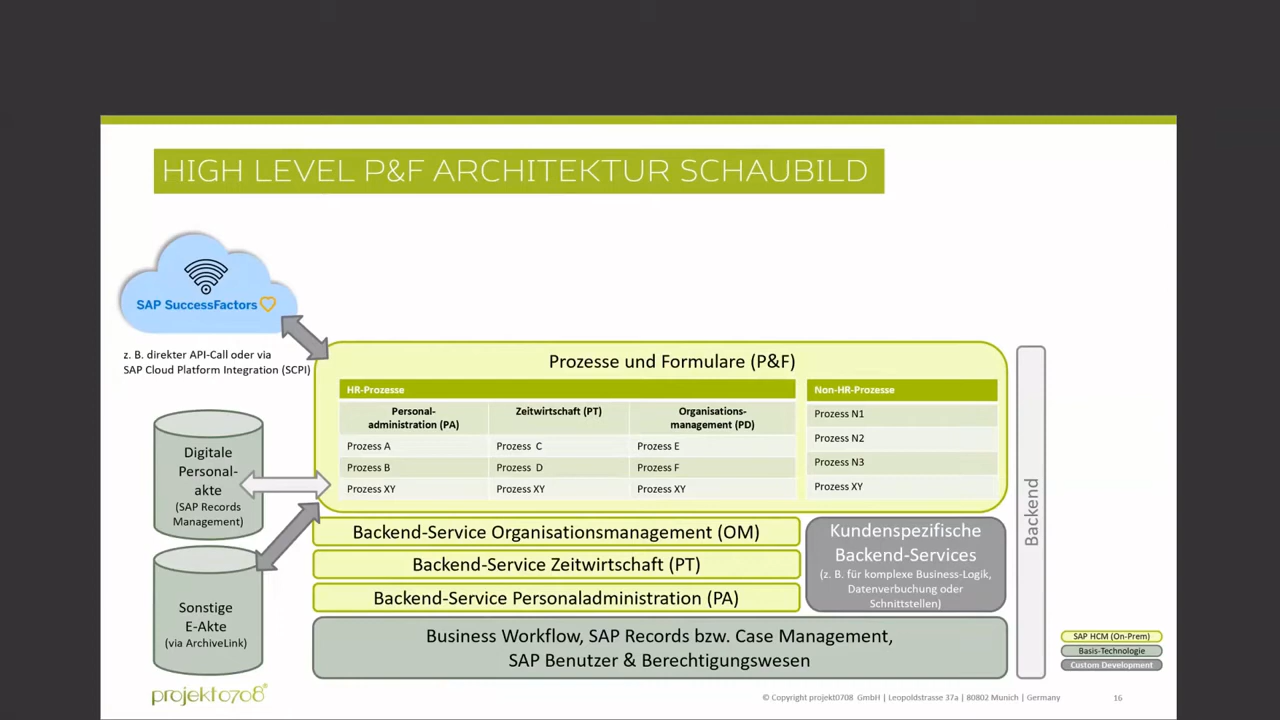 HIGH LEVEL P&F ARCHITEKTUR SCHAUBILD
SAP SuccessFactors
z. B. direkter API-Call oder via
SAP Cloud Platform Integration (SCPI)
Prozesse und Formulare (P&F)
HR-Prozesse
Non-HR-Prozesse
Personal-
administration (PA)
Zeitwirtschaft (PT)
Organisations-
management (PD)
Prozess A
Prozess C
Prozess E
Prozess B
Prozess D
Prozess F
Prozess XY
Prozess XY
Prozess XY
Prozess N1
Prozess N2
Prozess N3
Prozess XY
Digitale
Personal-
akte
(SAP Records
Management)
Sonstige
E-Akte
(via ArchiveLink)
Backend-Service Organisationsmanagement (OM)
Backend-Service Zeitwirtschaft (PT)
Backend-Service Personaladministration (PA)
Kundenspezifische
Backend-Services
(z. B. für komplexe Business-Logik,
Datenverbuchung oder
Schnittstellen)
Business Workflow, SAP Records bzw. Case Management,
SAP Benutzer & Berechtigungswesen
Backend
SAP HCM (On-Prem)
Basis-Technologie
Custom Development
projekt0708®
© Copyright projekt0708 GmbH | Leopoldstrasse 37a | 80802 Munich | Germany
16